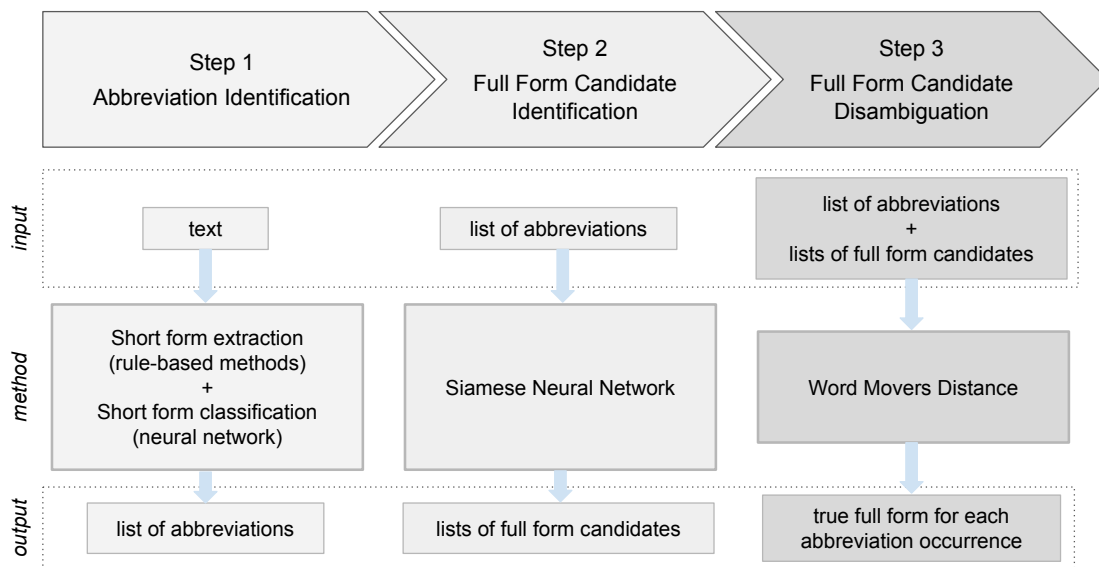 Step 1
Abbreviation Identification
Step 2
Full Form Candidate
Identification
Step 3
Full Form Candidate
Disambiguation
input
text
list of abbreviations
list of abbreviations
+
lists of full form candidates
method
Short form extraction
(rule-based methods)
+
Short form classification
(neural network)
Siamese Neural Network
Word Movers Distance
output
list of abbreviations
lists of full form candidates
true full form for each
abbreviation occurrence